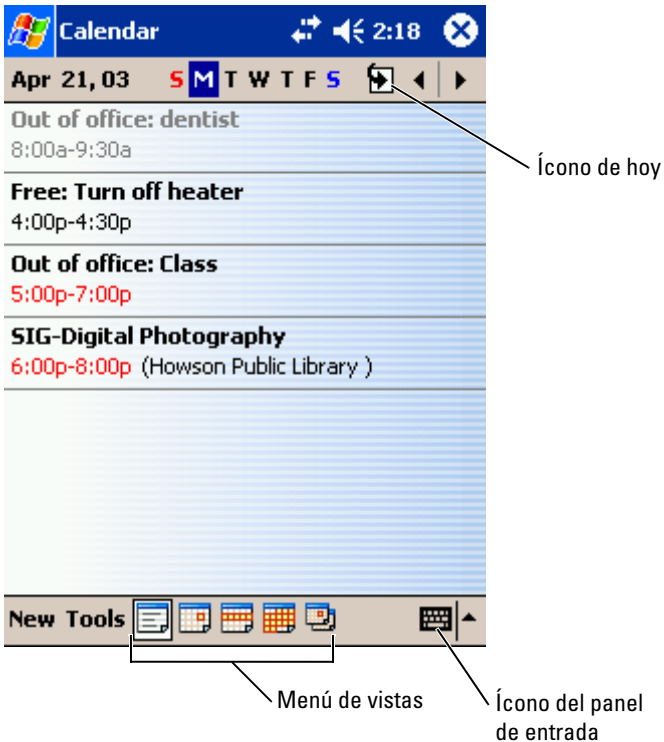 Calendar 2:18
Apr 21, 03 S M T W T F S
Out of office: dentist
8:00a-9:30a
Ícono de hoy
Free: Turn off heater
4:00p-4:30p
Out of office: Class
5:00p-7:00p
SIG-Digital Photography
6:00p-8:00p (Howson Public Library )
New Tools
Menú de vistas
Ícono del panel
de entrada